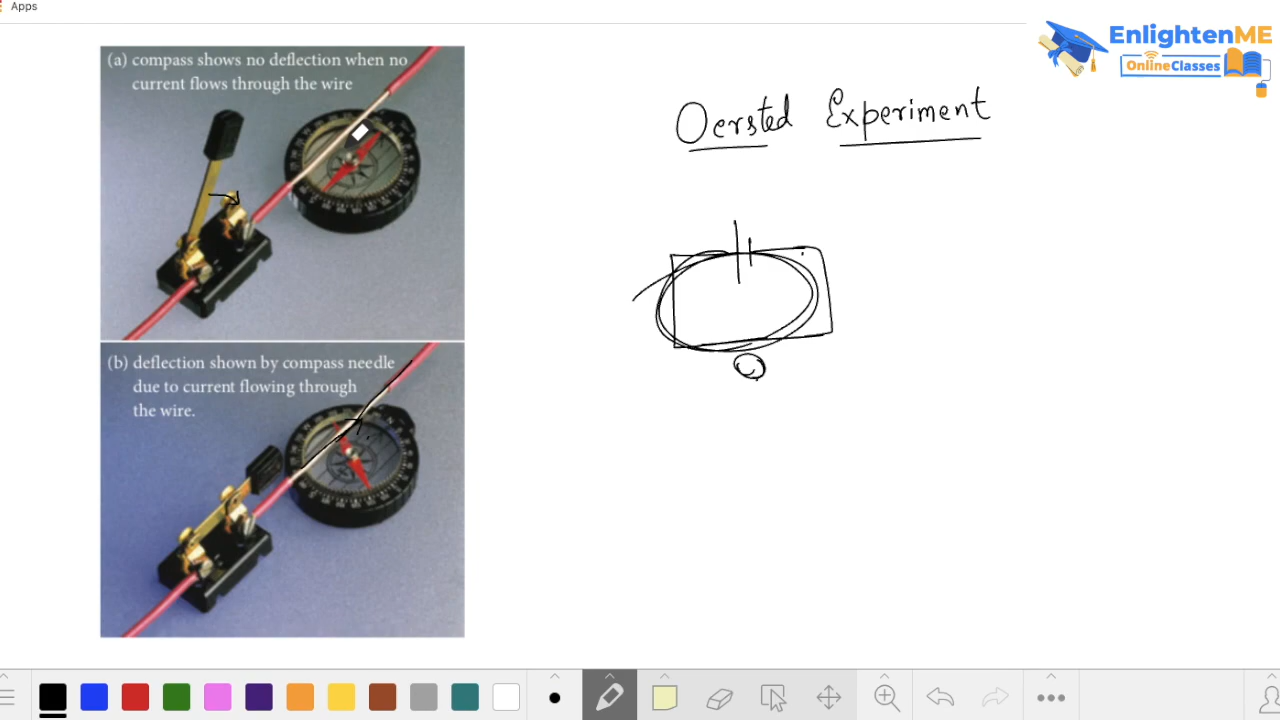 Apps
EnlightenME
OnlineClasses
(a) compass shows no deflection when no
current flows through the wire
Oersted Experiment
(b) deflection shown by compass needle
due to current flowing through
the wire.